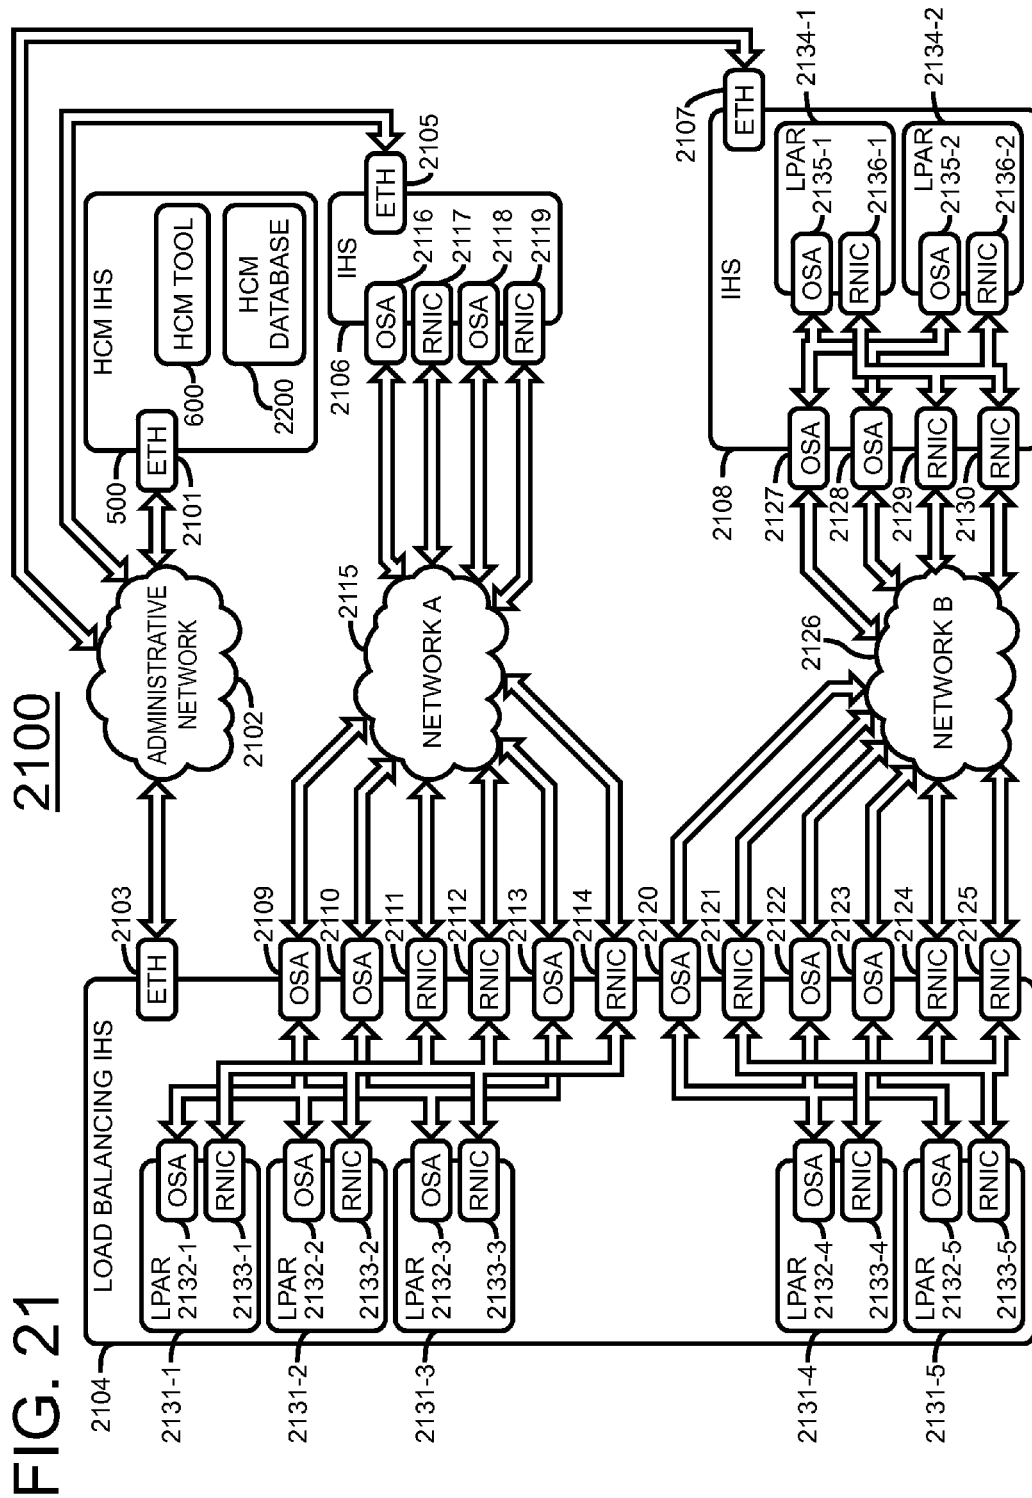 FIG. 21
2100
LOAD BALANCING IHS
2104
ETH
2103
LPAR
2131-1
OSA
2132-1
RNIC
2133-1
LPAR
2131-2
OSA
2132-2
RNIC
2133-2
LPAR
2131-3
OSA
2132-3
RNIC
2133-3
LPAR
2131-4
OSA
2132-4
RNIC
2133-4
LPAR
2131-5
OSA
2132-5
RNIC
2133-5
OSA
2109
OSA
2110
RNIC
2111
RNIC
2112
OSA
2113
RNIC
2114
OSA
2120
RNIC
2121
OSA
2122
OSA
2123
RNIC
2124
RNIC
2125
ADMINISTRATIVE
NETWORK
2102
NETWORK A
2115
NETWORK B
2126
HCM IHS
500
ETH
2101
HCM TOOL
600
HCM
DATABASE
2200
IHS
2106
ETH
2105
OSA
2116
RNIC
2117
OSA
2118
RNIC
2119
IHS
2108
ETH
2107
OSA
2127
OSA
2128
RNIC
2129
RNIC
2130
LPAR
2134-1
OSA
2135-1
RNIC
2136-1
LPAR
2134-2
OSA
2135-2
RNIC
2136-2